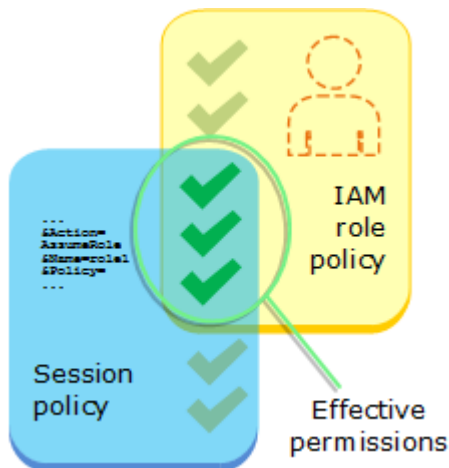 IAM
role
policy
...
&Action=
AssumeRole
&Name=role1
&Policy=
...
Session
policy
Effective
permissions